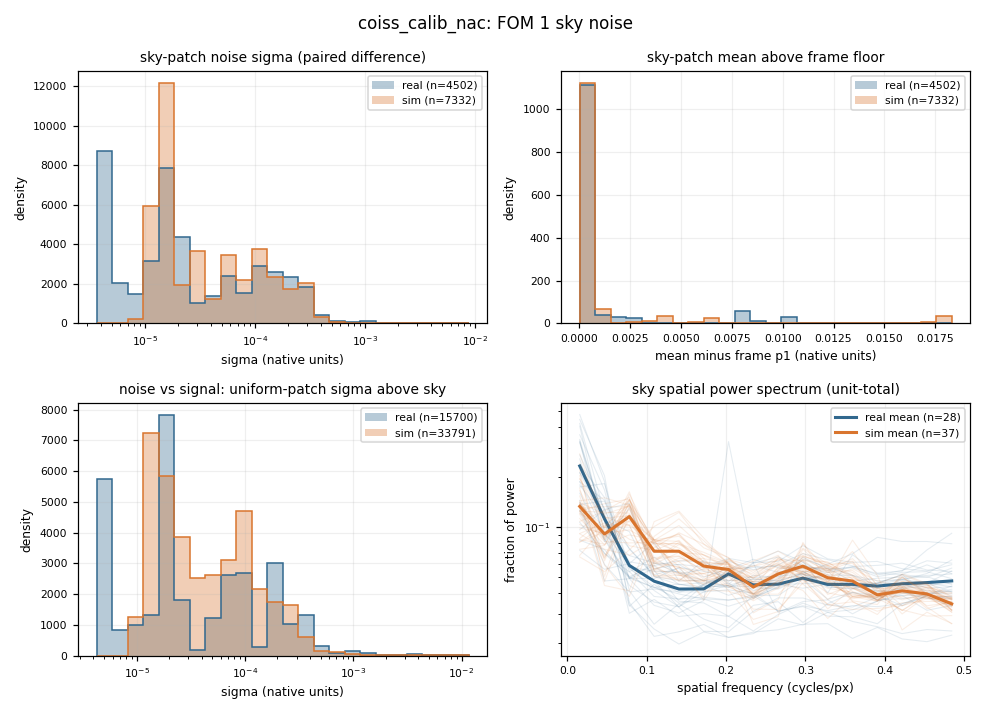 coiss_calib_nac: FOM 1 sky noise
sky-patch noise sigma (paired difference)
density
12000
10000
8000
6000
4000
2000
0
real (n=4502)
sim (n=7332)
10⁻⁵
10⁻⁴
10⁻³
10⁻²
sigma (native units)
sky-patch mean above frame floor
density
1000
800
600
400
200
0
real (n=4502)
sim (n=7332)
0.0000
0.0025
0.0050
0.0075
0.0100
0.0125
0.0150
0.0175
mean minus frame p1 (native units)
noise vs signal: uniform-patch sigma above sky
density
8000
7000
6000
5000
4000
3000
2000
1000
0
real (n=15700)
sim (n=33791)
10⁻⁵
10⁻⁴
10⁻³
10⁻²
sigma (native units)
sky spatial power spectrum (unit-total)
fraction of power
10⁻¹
real mean (n=28)
sim mean (n=37)
0.0
0.1
0.2
0.3
0.4
0.5
spatial frequency (cycles/px)